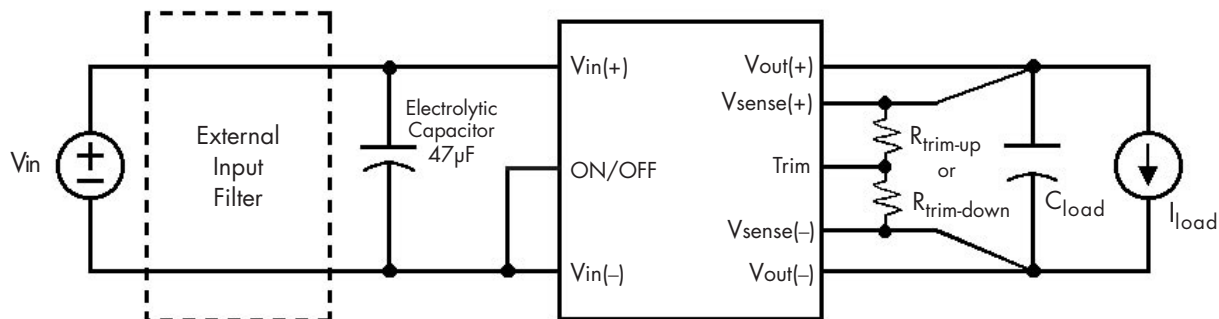 Vin
External
Input
Filter
Electrolytic
Capacitor
47µF
Vin(+)
ON/OFF
Vin(–)
Vout(+)
Vsense(+)
Trim
Vsense(–)
Vout(–)
Rtrim-up
or
Rtrim-down
Cload
Iload